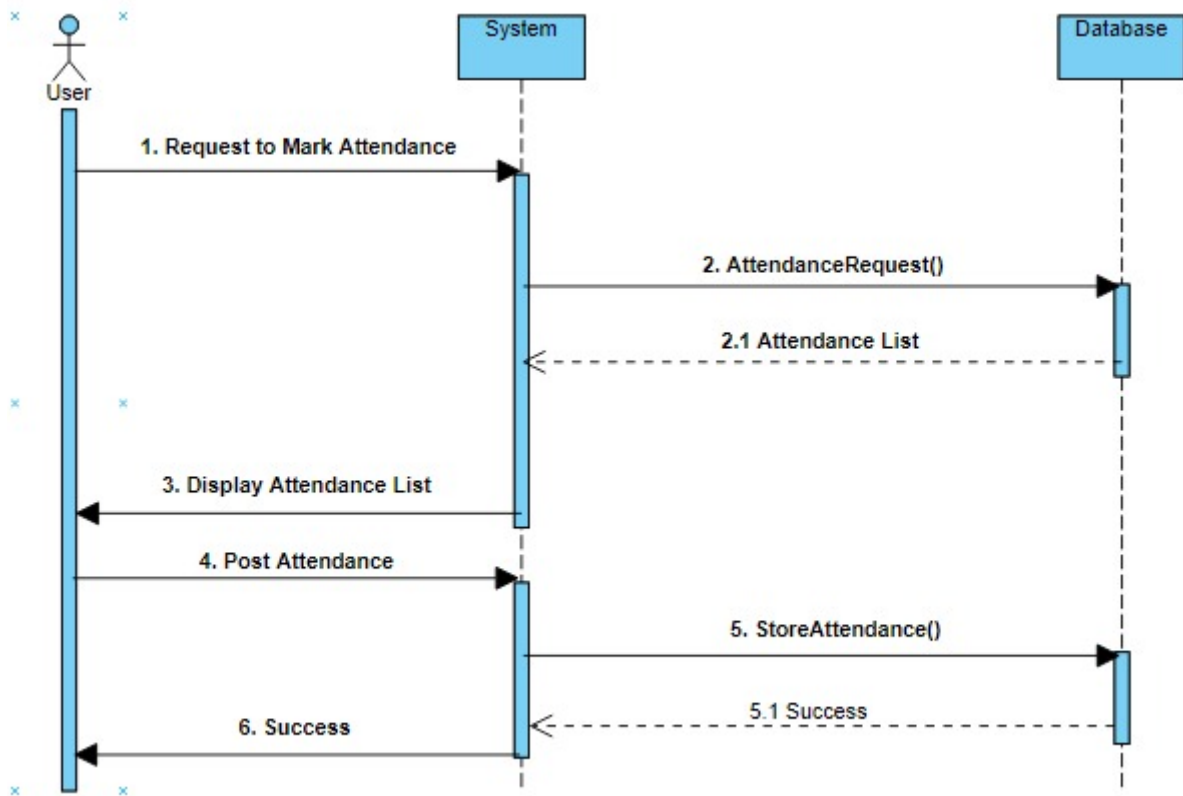 System
Database
User
1. Request to Mark Attendance
2. AttendanceRequest()
2.1 Attendance List
3. Display Attendance List
4. Post Attendance
5. StoreAttendance()
5.1 Success
6. Success